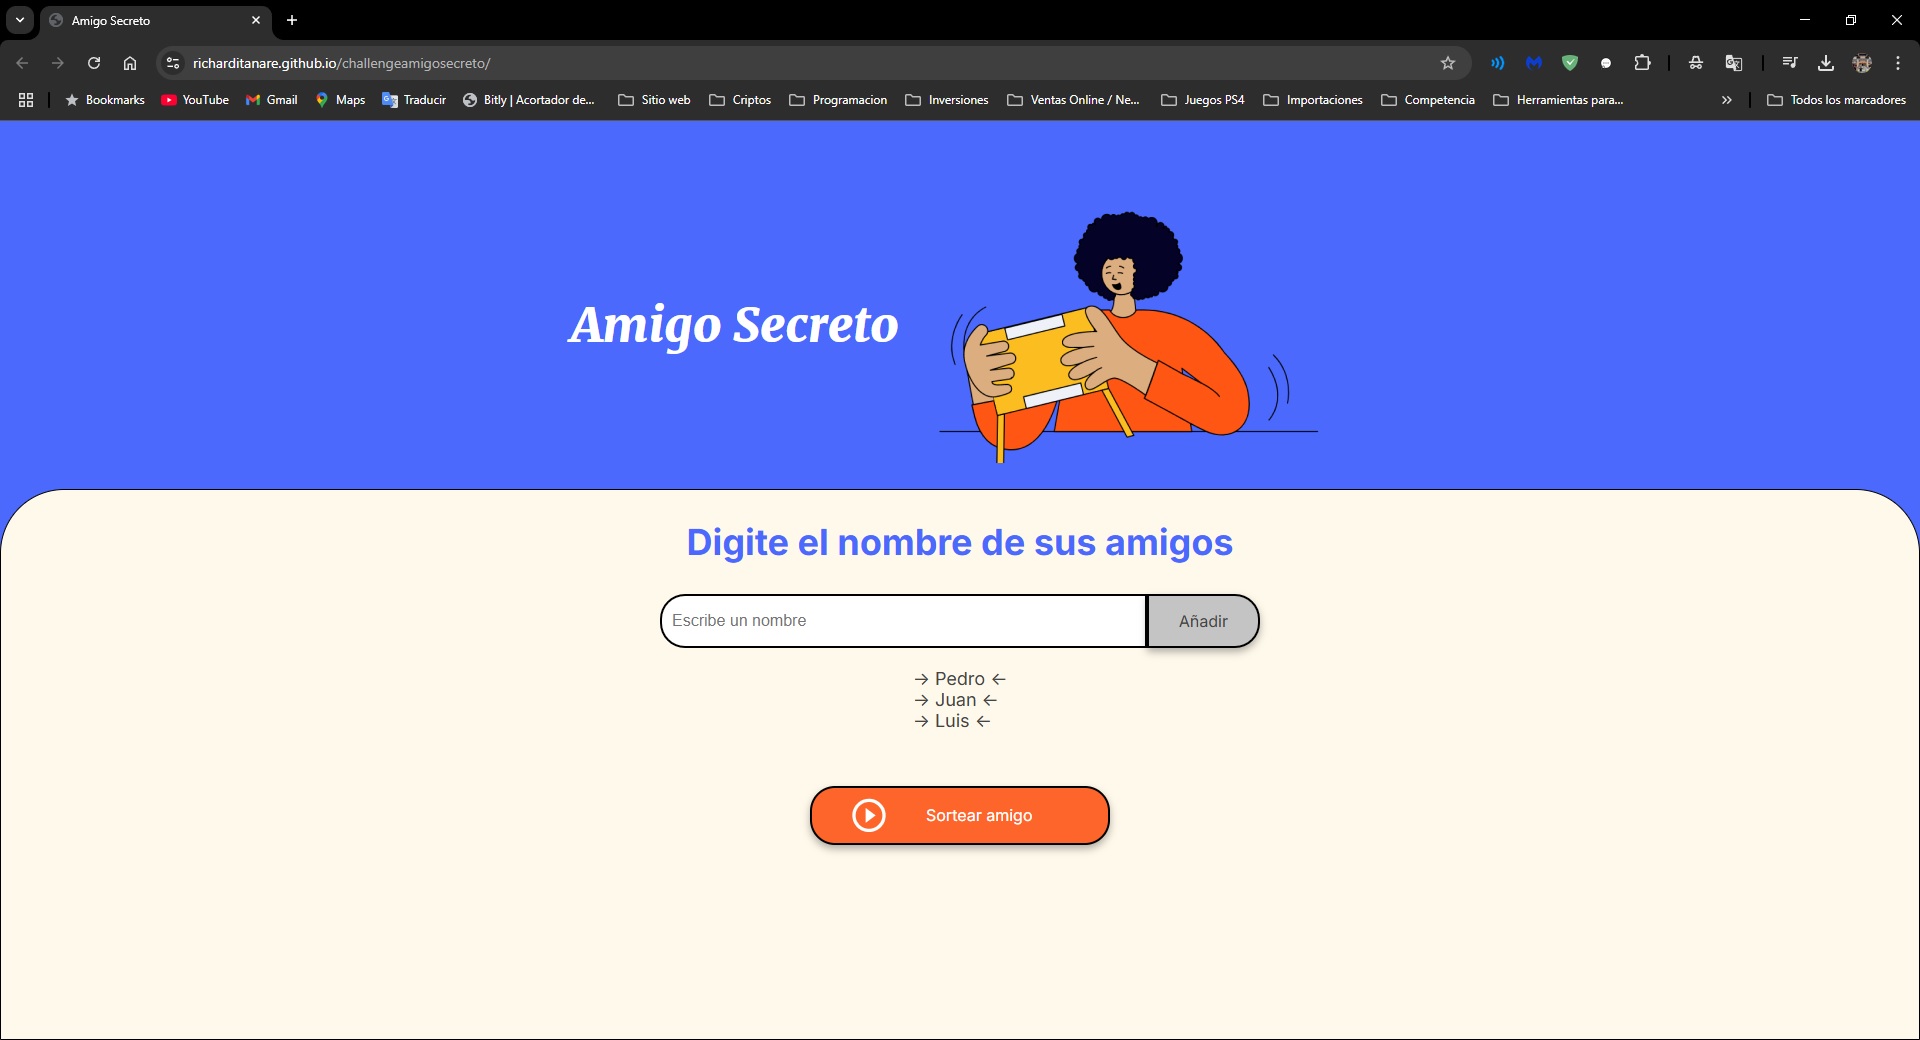 Amigo Secreto
richarditanare.github.io/challengeamigosecreto/
Bookmarks YouTube Gmail Maps Traducir Bitly | Acortador de... Sitio web Criptos Programacion Inversiones Ventas Online / Ne... Juegos PS4 Importaciones Competencia Herramientas para... » Todos los marcadores
Amigo Secreto
Digite el nombre de sus amigos
Escribe un nombre Añadir
→ Pedro ←
→ Juan ←
→ Luis ←
Sortear amigo